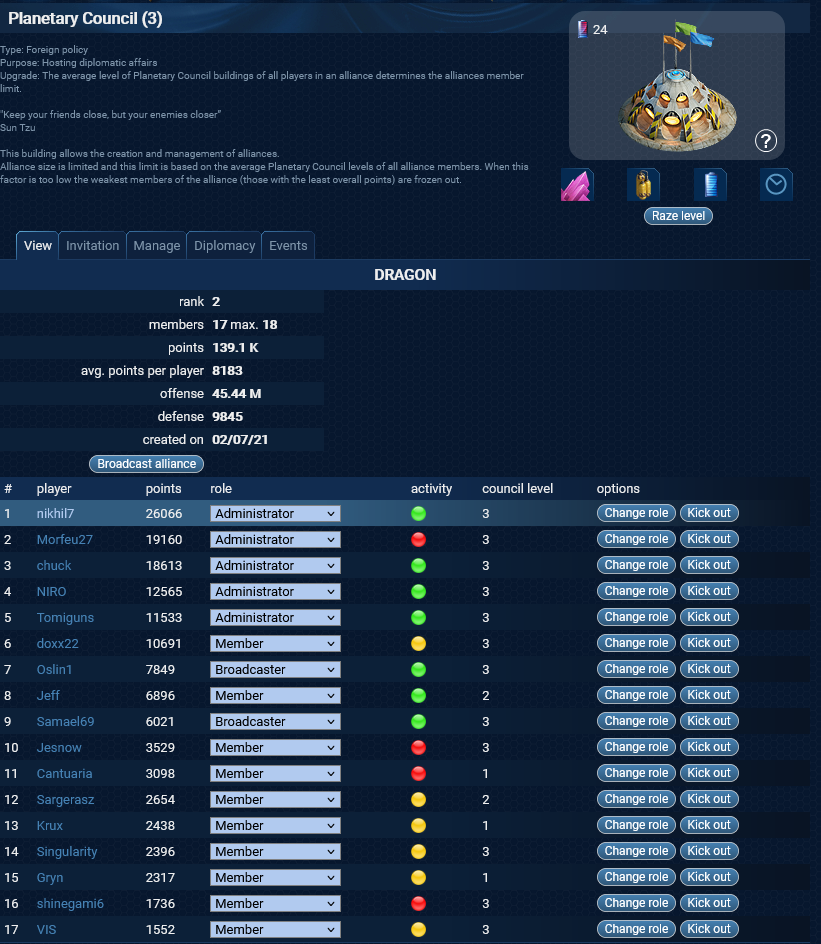 Planetary Council (3)
24
Type: Foreign policy
Purpose: Hosting diplomatic affairs
Upgrade: The average level of Planetary Council buildings of all players in an alliance determines the alliances member
limit.
"Keep your friends close, but your enemies closer"
Sun Tzu
This building allows the creation and management of alliances.
Alliance size is limited and this limit is based on the average Planetary Council levels of all alliance members. When this
factor is too low the weakest members of the alliance (those with the least overall points) are frozen out.
?
Raze level
View Invitation Manage Diplomacy Events
DRAGON
rank 2
members 17 max. 18
points 139.1 K
avg. points per player 8183
offense 45.44 M
defense 9845
created on 02/07/21
Broadcast alliance
# player points role activity council level options
1 nikhil7 26066 Administrator 3 Change role Kick out
2 Morfeu27 19160 Administrator 3 Change role Kick out
3 chuck 18613 Administrator 3 Change role Kick out
4 NIRO 12565 Administrator 3 Change role Kick out
5 Tomiguns 11533 Administrator 3 Change role Kick out
6 doxx22 10691 Member 3 Change role Kick out
7 Oslin1 7849 Broadcaster 3 Change role Kick out
8 Jeff 6896 Member 2 Change role Kick out
9 Samael69 6021 Broadcaster 3 Change role Kick out
10 Jesnow 3529 Member 3 Change role Kick out
11 Cantuaria 3098 Member 1 Change role Kick out
12 Sargerasz 2654 Member 2 Change role Kick out
13 Krux 2438 Member 1 Change role Kick out
14 Singularity 2396 Member 3 Change role Kick out
15 Gryn 2317 Member 1 Change role Kick out
16 shinegami6 1736 Member 3 Change role Kick out
17 VIS 1552 Member 3 Change role Kick out